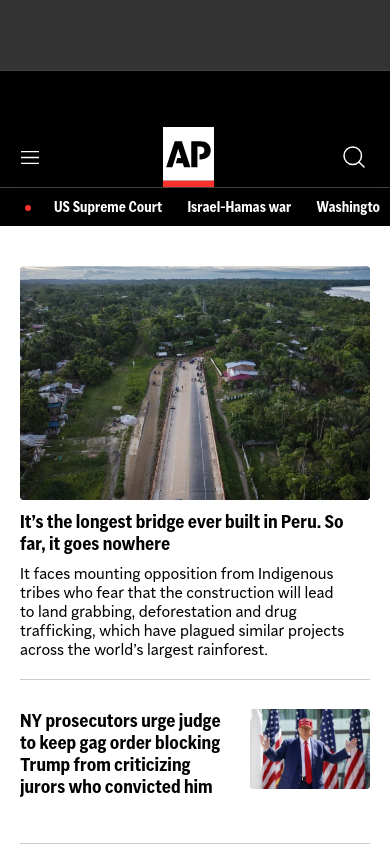 AP
US Supreme Court Israel-Hamas war Washingto
It's the longest bridge ever built in Peru. So
far, it goes nowhere
It faces mounting opposition from Indigenous
tribes who fear that the construction will lead
to land grabbing, deforestation and drug
trafficking, which have plagued similar projects
across the world's largest rainforest.
NY prosecutors urge judge
to keep gag order blocking
Trump from criticizing
jurors who convicted him